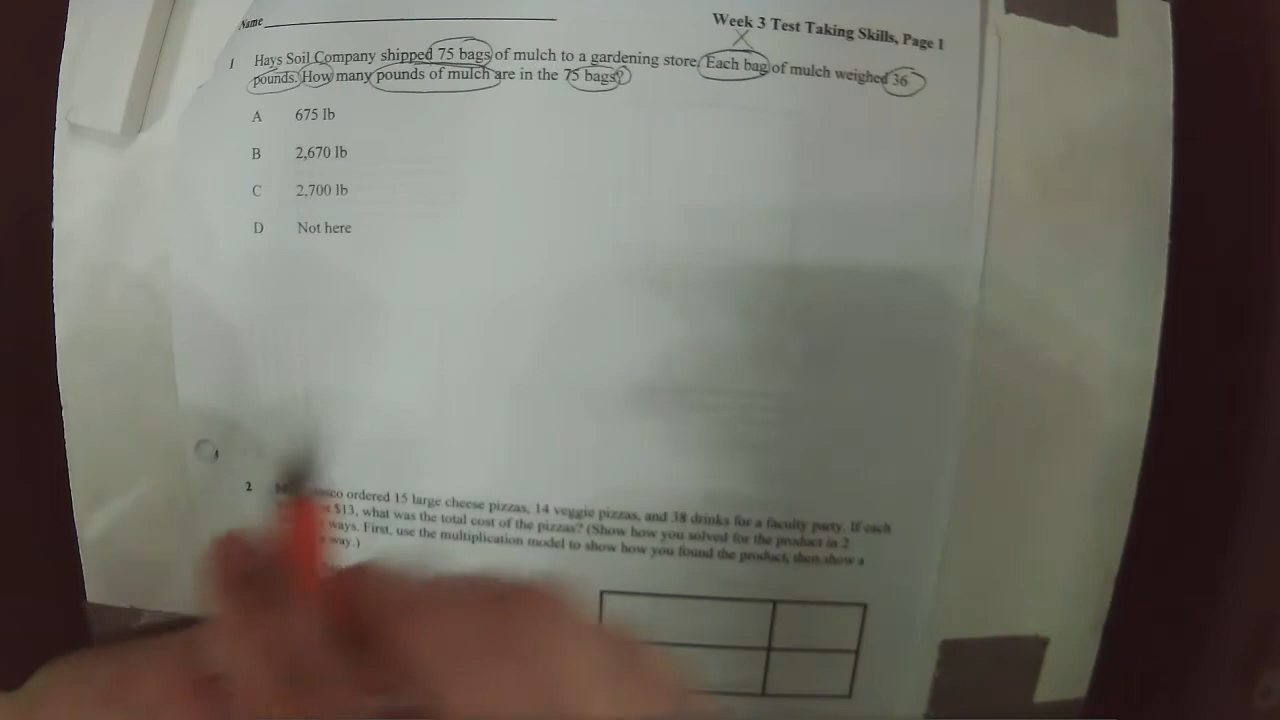 Name
Week 3 Test Taking Skills, Page 1
1 Hays Soil Company shipped 75 bags of mulch to a gardening store. Each bag of mulch weighed 36
pounds. How many pounds of mulch are in the 75 bags?
A 675 lb
B 2,670 lb
C 2,700 lb
D Not here
2 ordered 15 large cheese pizzas, 14 veggie pizzas, and 38 drinks for a faculty party. If each
$13, what was the total cost of the pizzas? (Show how you solved for the product in 2
ways. First, use the multiplication model to show how you found the product, then show a
way.)